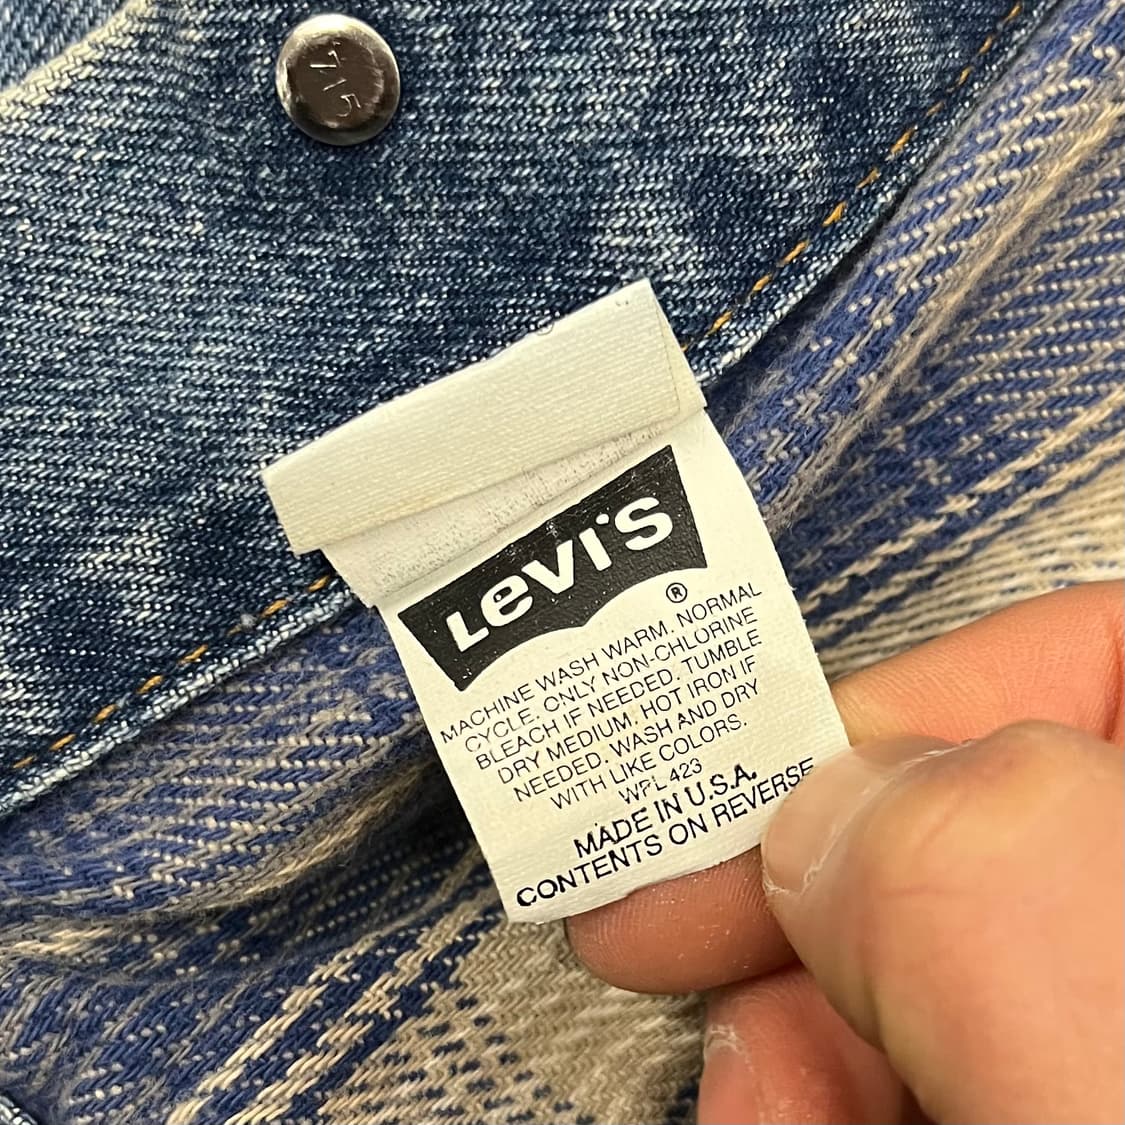 715
LEVI'S
®
MACHINE WASH WARM. NORMAL
CYCLE. ONLY NON-CHLORINE
BLEACH IF NEEDED. TUMBLE
DRY MEDIUM. HOT IRON IF
NEEDED. WASH AND DRY
WITH LIKE COLORS.
WPL 423
MADE IN U.S.A.
CONTENTS ON REVERSE